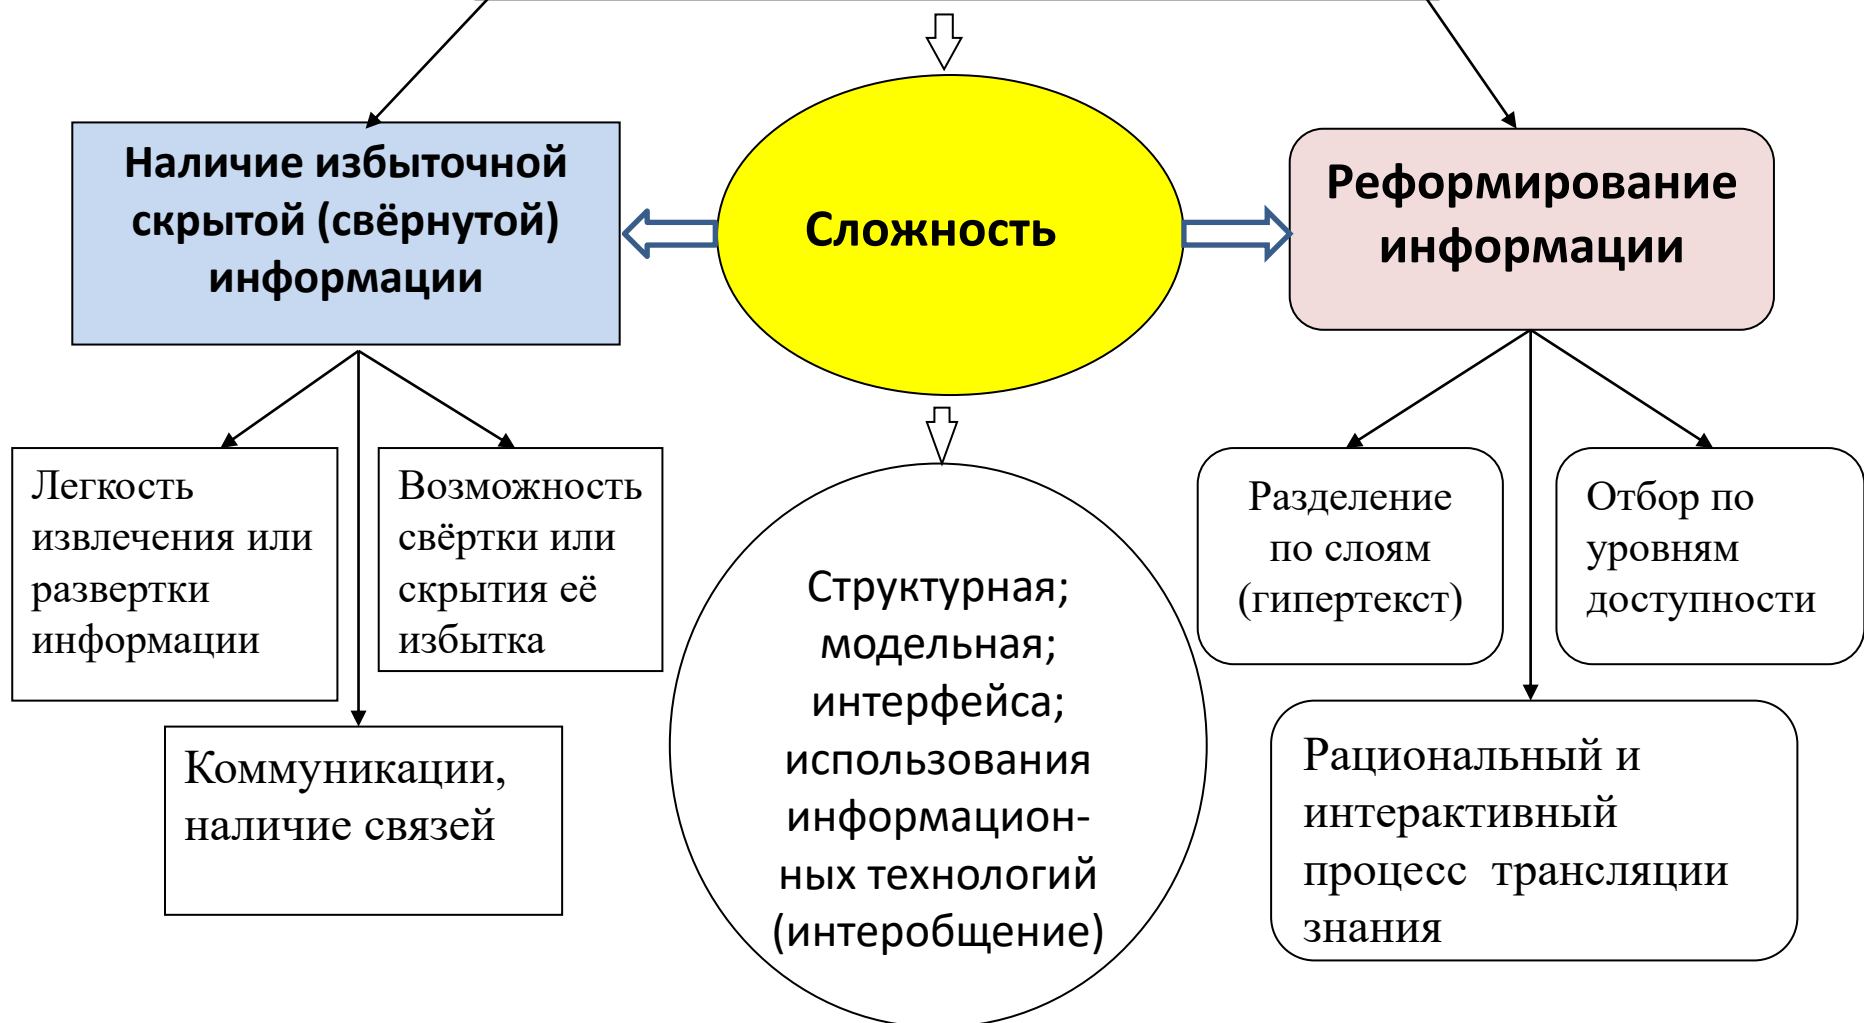 Наличие избыточной
скрытой (свёрнутой)
информации
Сложность
Реформирование
информации
Легкость
извлечения или
развертки
информации
Возможность
свёртки или
скрытия её
избытка
Коммуникации,
наличие связей
Структурная;
модельная;
интерфейса;
использования
информацион-
ных технологий
(интеробщение)
Разделение
по слоям
(гипертекст)
Отбор по
уровням
доступности
Рациональный и
интерактивный
процесс  трансляции
знания